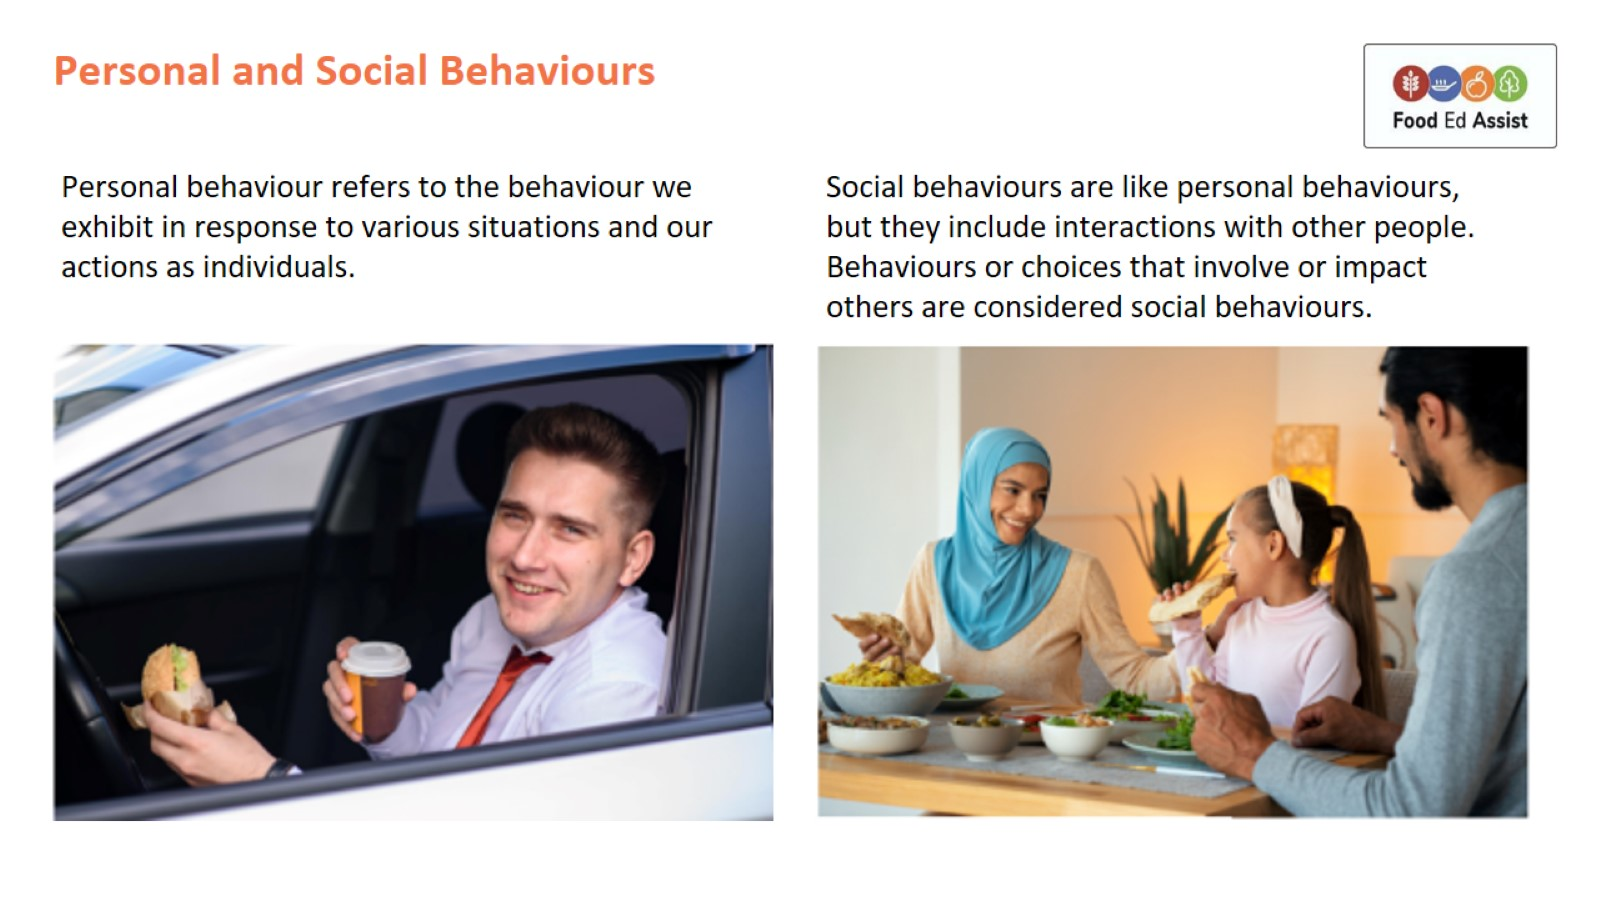 Personal and Social Behaviours
Food Ed Assist
Personal behaviour refers to the behaviour we
exhibit in response to various situations and our
actions as individuals.
Social behaviours are like personal behaviours,
but they include interactions with other people.
Behaviours or choices that involve or impact
others are considered social behaviours.